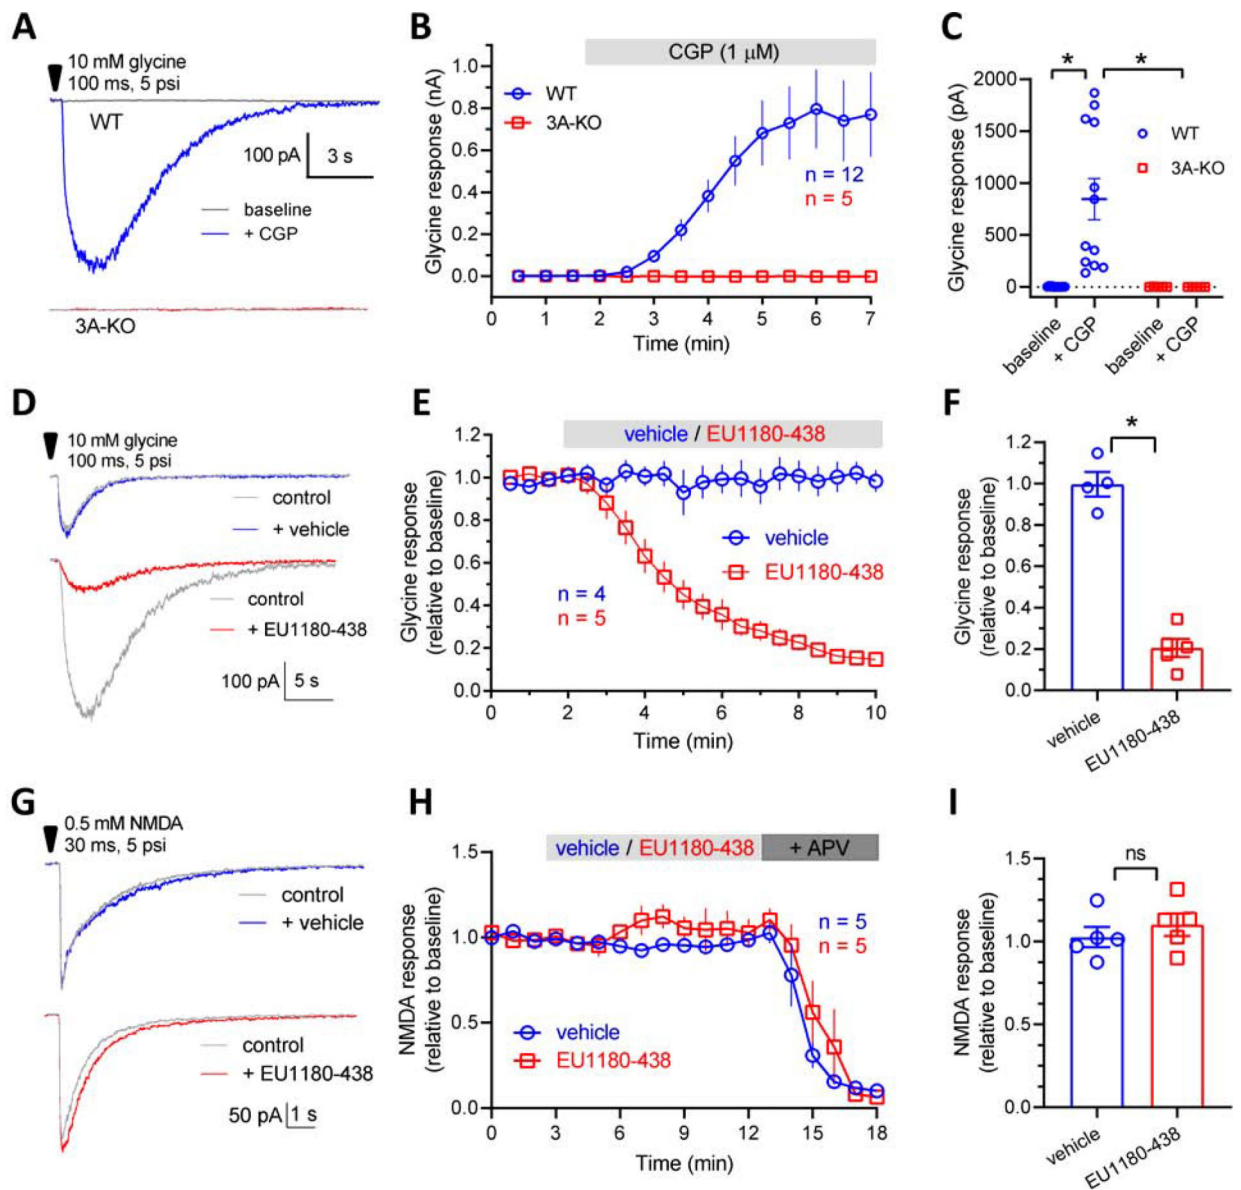 A
10 mM glycine
100 ms, 5 psi
WT
100 pA
3 s
baseline
+ CGP
3A-KO
B
CGP (1 μM)
Glycine response (nA)
1.0
0.8
0.6
0.4
0.2
0.0
WT
3A-KO
n = 12
n = 5
0 1 2 3 4 5 6 7
Time (min)
C
* *
Glycine response (pA)
2000
1500
1000
500
0
WT
3A-KO
baseline
+ CGP
baseline
+ CGP
D
10 mM glycine
100 ms, 5 psi
control
+ vehicle
control
+ EU1180-438
100 pA
5 s
E
vehicle / EU1180-438
Glycine response
(relative to baseline)
1.2
1.0
0.8
0.6
0.4
0.2
0.0
vehicle
EU1180-438
n = 4
n = 5
0 2 4 6 8 10
Time (min)
F
*
Glycine response
(relative to baseline)
1.2
1.0
0.8
0.6
0.4
0.2
0.0
vehicle
EU1180-438
G
0.5 mM NMDA
30 ms, 5 psi
control
+ vehicle
control
+ EU1180-438
50 pA
1 s
H
vehicle / EU1180-438
+ APV
NMDA response
(relative to baseline)
1.5
1.0
0.5
0.0
n = 5
n = 5
vehicle
EU1180-438
0 3 6 9 12 15 18
Time (min)
I
ns
NMDA response
(relative to baseline)
1.5
1.0
0.5
0.0
vehicle
EU1180-438